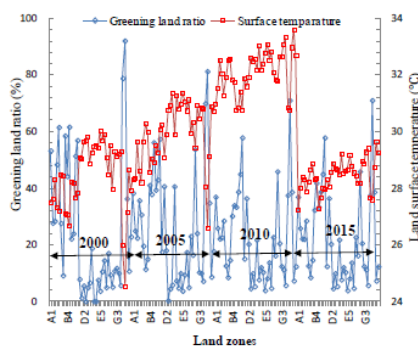 Greening land ratio Surface temparature
100
80
60
40
20
0
Greening land ratio (%)
34
32
30
28
26
24
Land surface temperature (°C)
2000 2005 2010 2015
A1 B4 D2 E5 G3 A1 B4 D2 E5 G3 A1 B4 D2 E5 G3 A1 B4 D2 E5 G3
Land zones